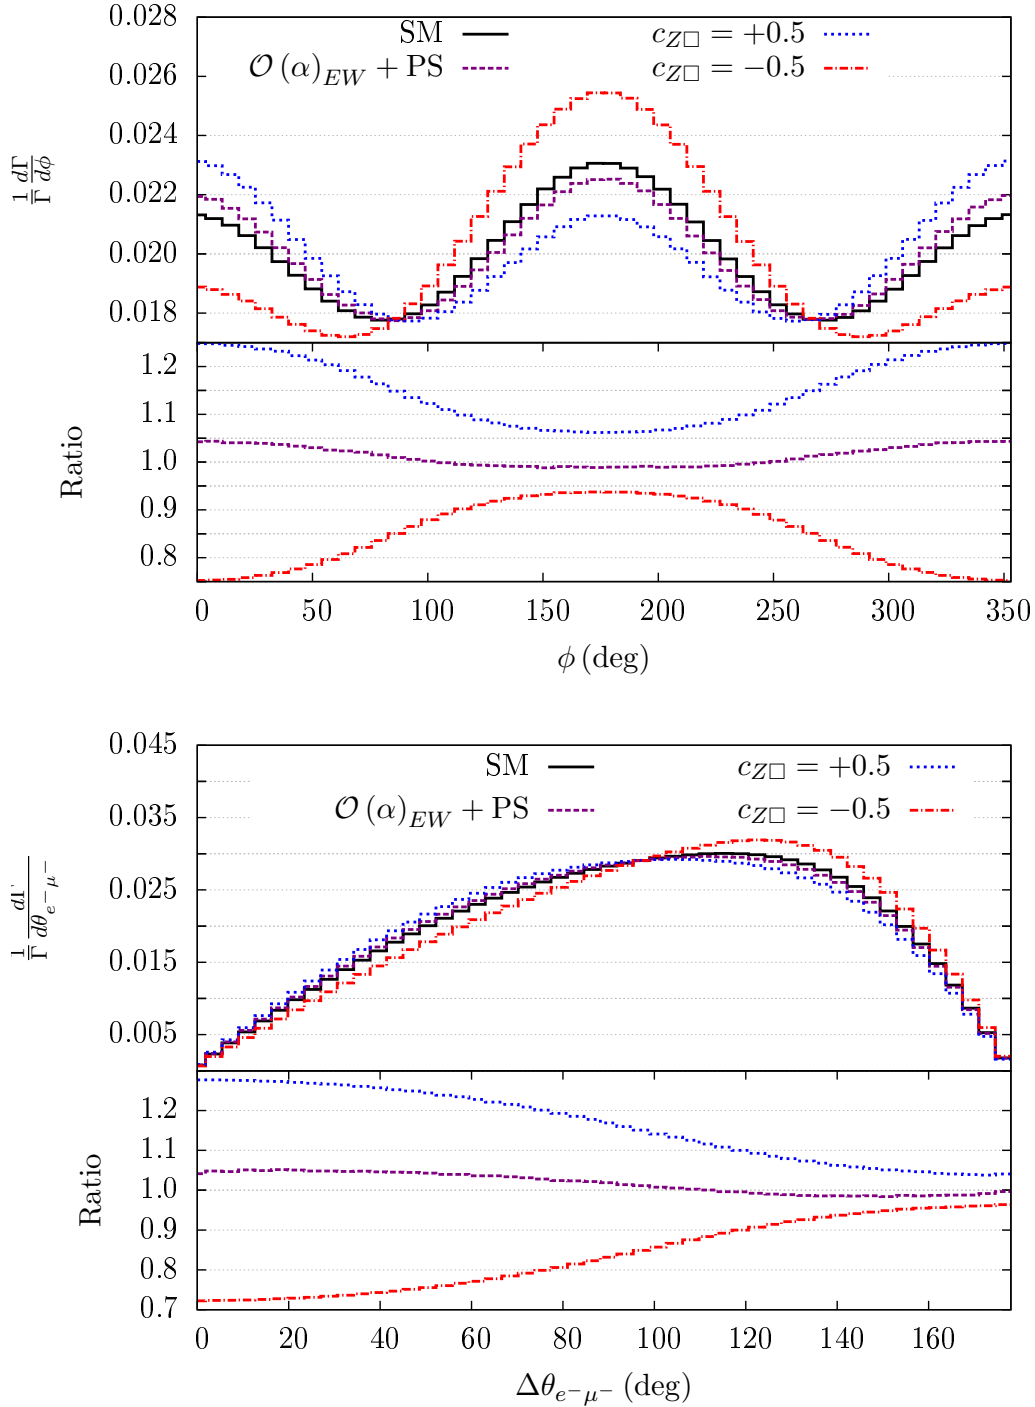 0.028
SM
c_{Z□} = +0.5
O (α)_{EW} + PS
c_{Z□} = −0.5
0.026
0.024
0.022
0.020
0.018
1/Γ dΓ/dϕ
1.2
1.1
1.0
0.9
0.8
Ratio
0 50 100 150 200 250 300 350
ϕ (deg)
0.045
SM
c_{Z□} = +0.5
O (α)_{EW} + PS
c_{Z□} = −0.5
0.035
0.025
0.015
0.005
1/Γ dΓ/dθ_{e⁻μ⁻}
1.2
1.1
1.0
0.9
0.8
0.7
Ratio
0 20 40 60 80 100 120 140 160
Δθ_{e⁻μ⁻} (deg)